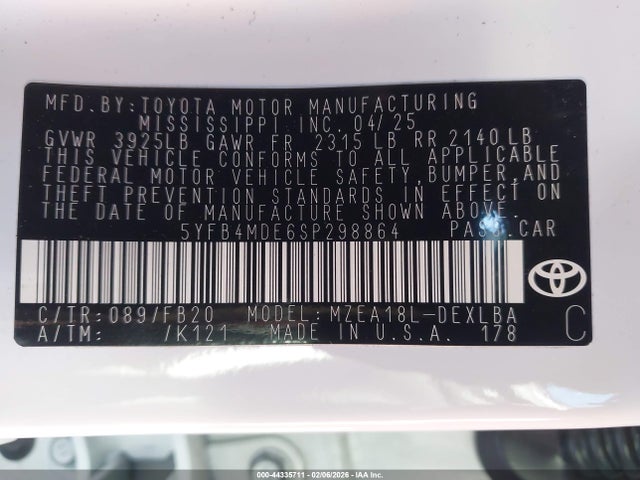 MFD. BY: TOYOTA MOTOR MANUFACTURING
MISSISSIPPI INC. 04/25
GVWR 3925LB GAWR FR 2315 LB RR 2140 LB
THIS VEHICLE CONFORMS TO ALL APPLICABLE
FEDERAL MOTOR VEHICLE SAFETY, BUMPER, AND
THEFT PREVENTION STANDARDS IN EFFECT ON
THE DATE OF MANUFACTURE SHOWN ABOVE.
5YFB4MDE6SP298864 PASS. CAR
C/TR: 089/FB20 MODEL: MZEA18L-DEXLBA
A/TM: /K121 MADE IN U.S.A. 178
C
000-44335711 - 02/06/2026 - IAA Inc.